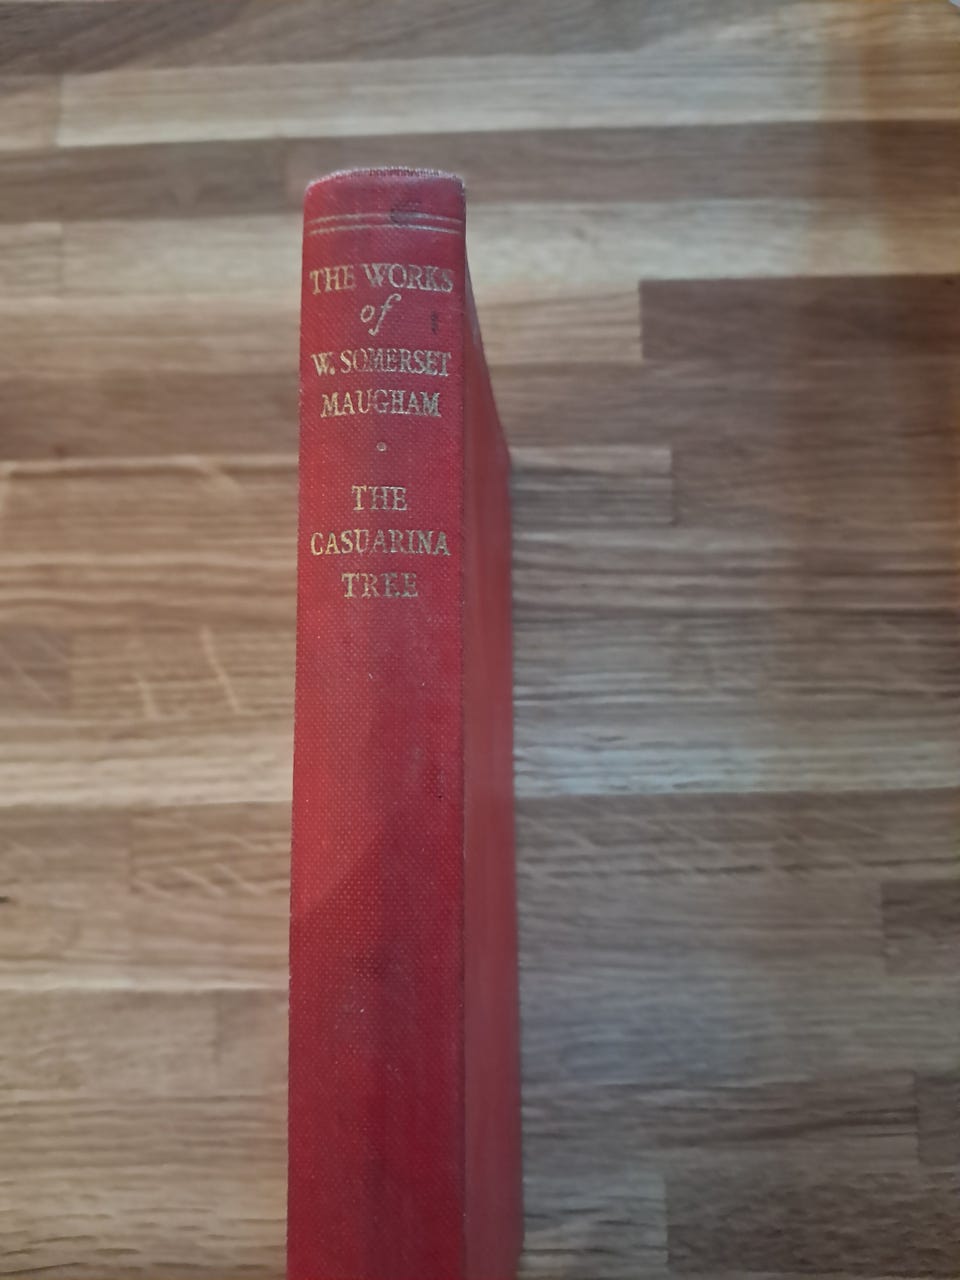 THE WORKS
of
W. SOMERSET
MAUGHAM
THE
CASUARINA
TREE